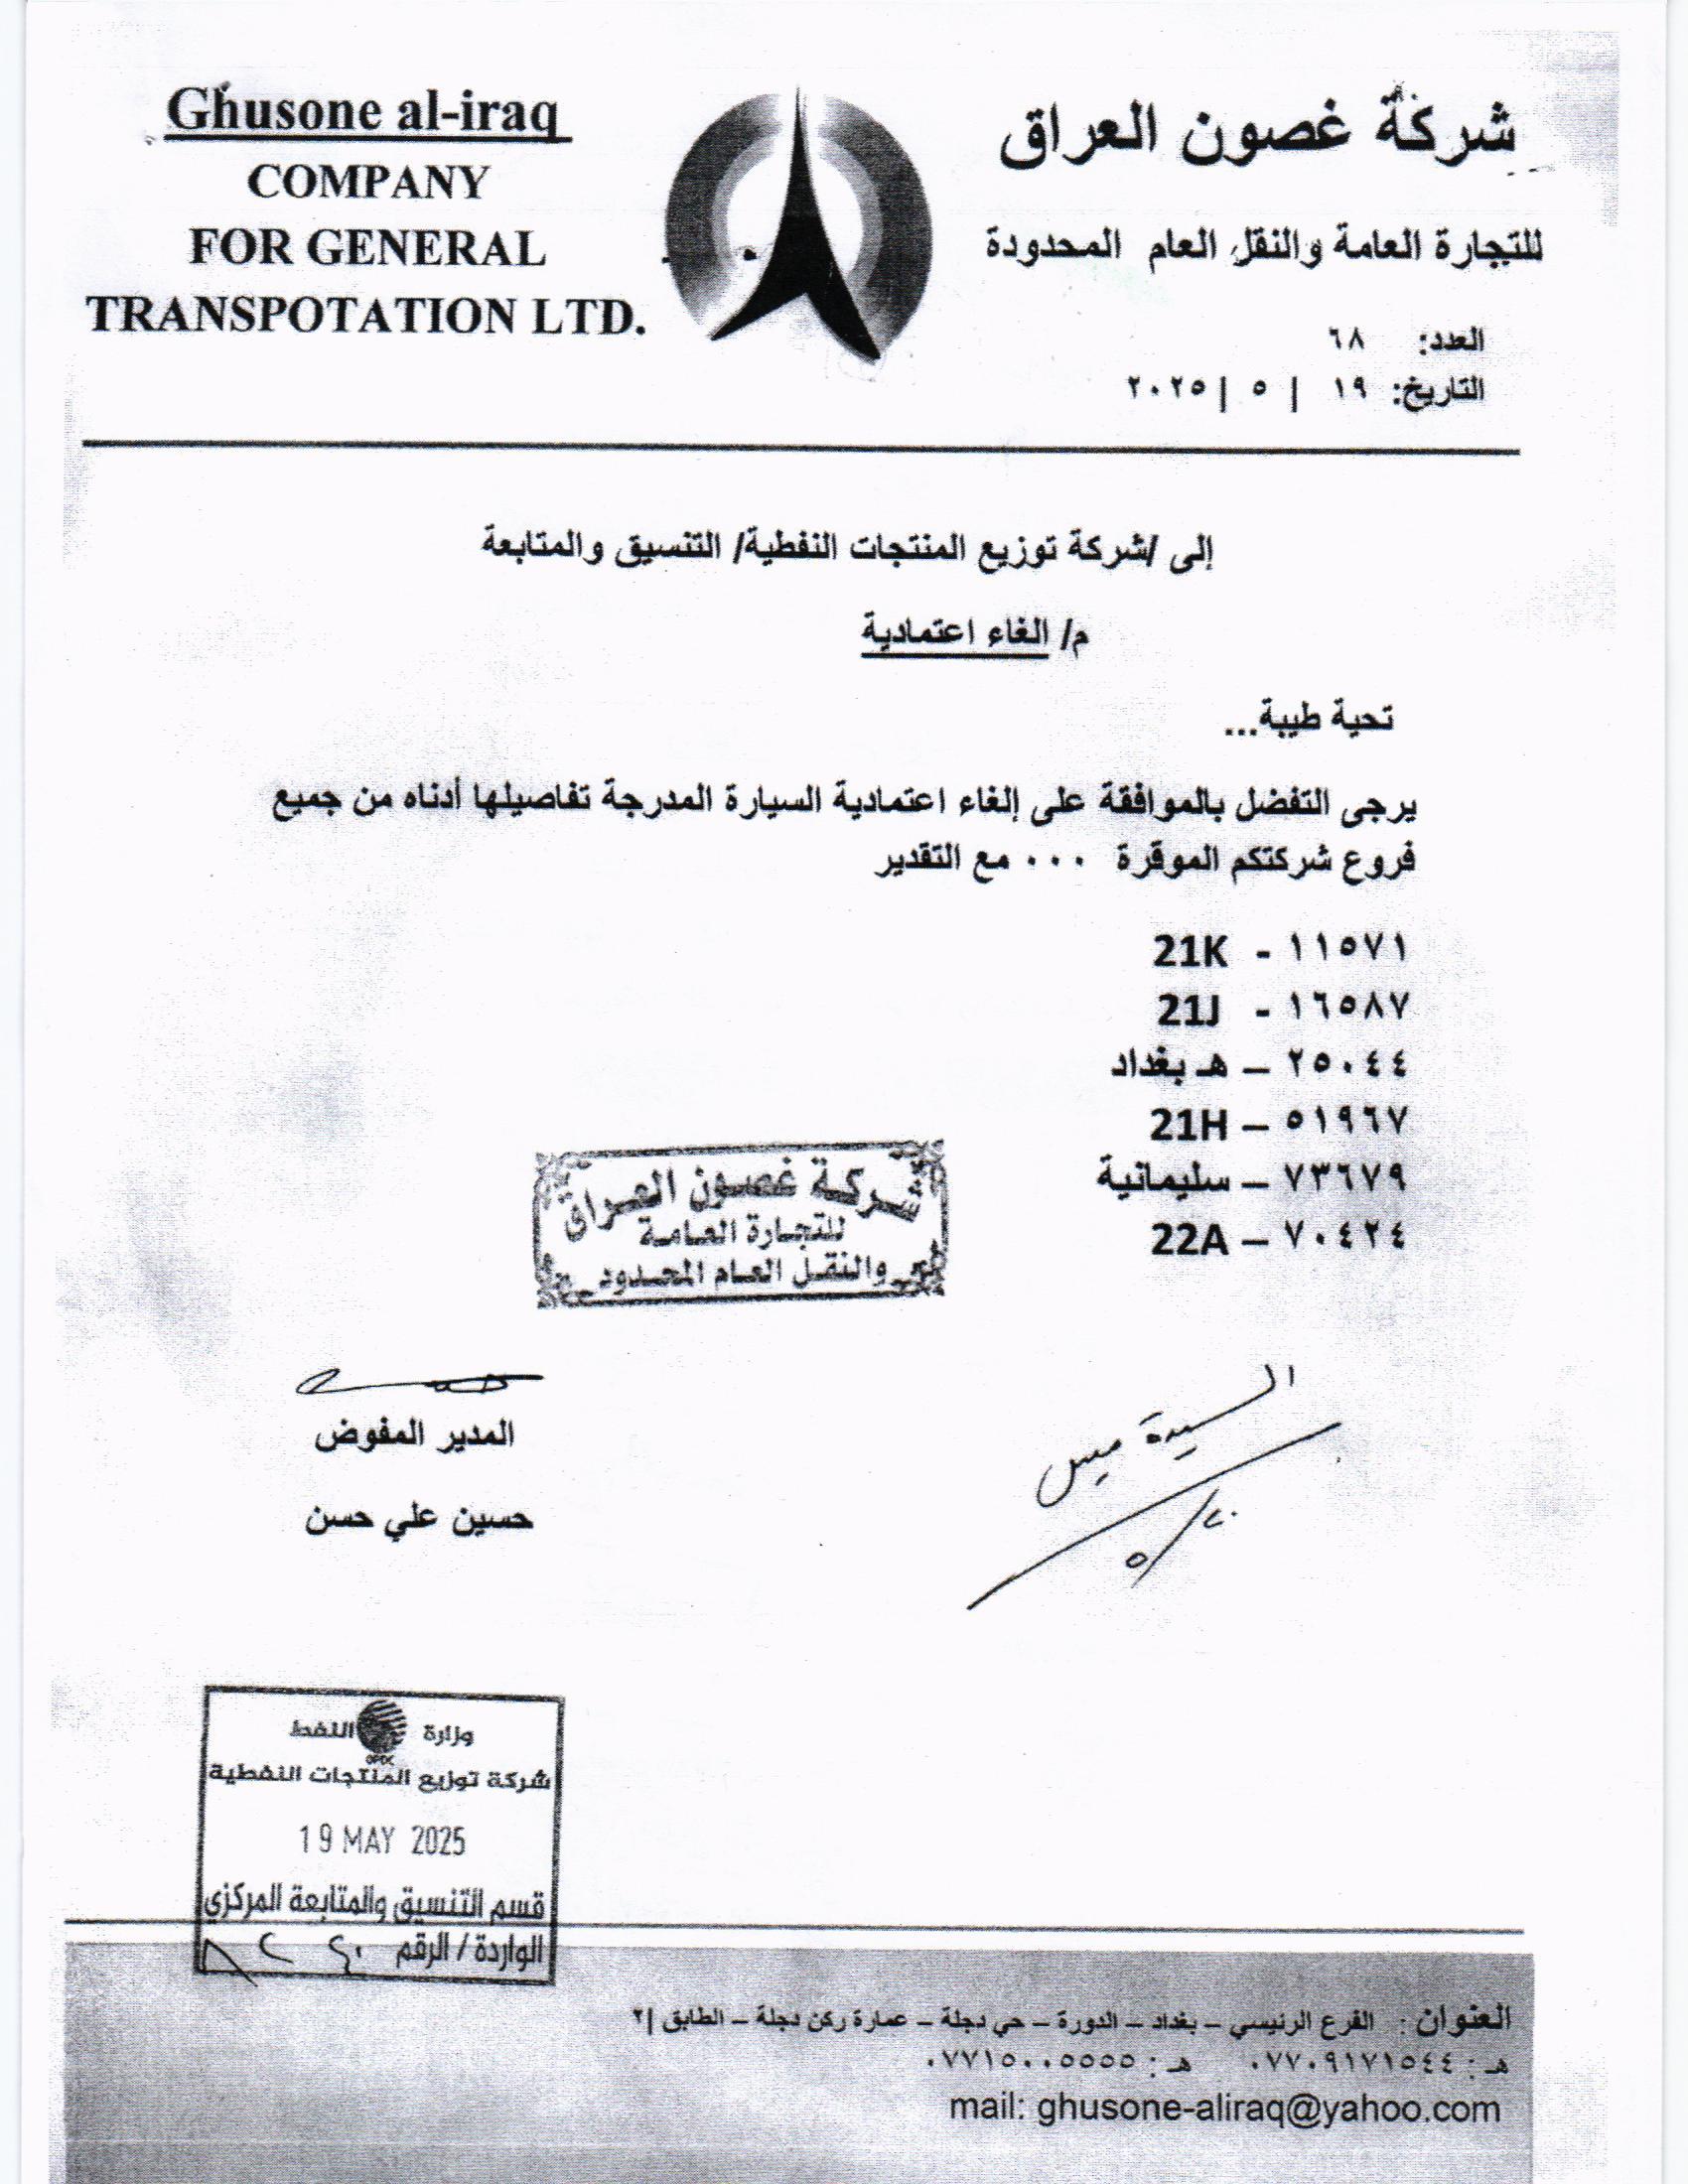 Ghusone al-iraq
COMPANY
FOR GENERAL
TRANSPOTATION LTD.
شركة غصون العراق
للتجارة العامة والنقل العام المحدودة
العدد: ٦٨
التاريخ: ١٩ | ٥ | ٢٠٢٥
إلى /شركة توزيع المنتجات النفطية/ التنسيق والمتابعة
م/ الغاء اعتمادية
تحية طيبة...
يرجى التفضل بالموافقة على إلغاء اعتمادية السيارة المدرجة تفاصيلها أدناه من جميع
فروع شركتكم الموقرة ٠٠٠ مع التقدير
١١٥٧١ - 21K
١٦٥٨٧ - 21J
٢٥٠٤٤ – هـ بغداد
٥١٩٦٧ – 21H
٧٣٦٧٩ – سليمانية
٧٠٤٢٤ – 22A
شركة غصون العراق
للتجارة العامة
والنقل العام المحدود
المدير المفوض
حسين علي حسن
السيدة ميس
٥/٢٠
وزارة النفط
OPDC
شركة توزيع المنتجات النفطية
19 MAY 2025
قسم التنسيق والمتابعة المركزي
الواردة / الرقم
العنوان : الفرع الرئيسي – بغداد – الدورة – حي دجلة – عمارة ركن دجلة – الطابق |٢
هـ : ٠٧٧٠٩١٧١٥٤٤ هـ : ٠٧٧١٥٠٠٥٥٥٥
mail: ghusone-aliraq@yahoo.com